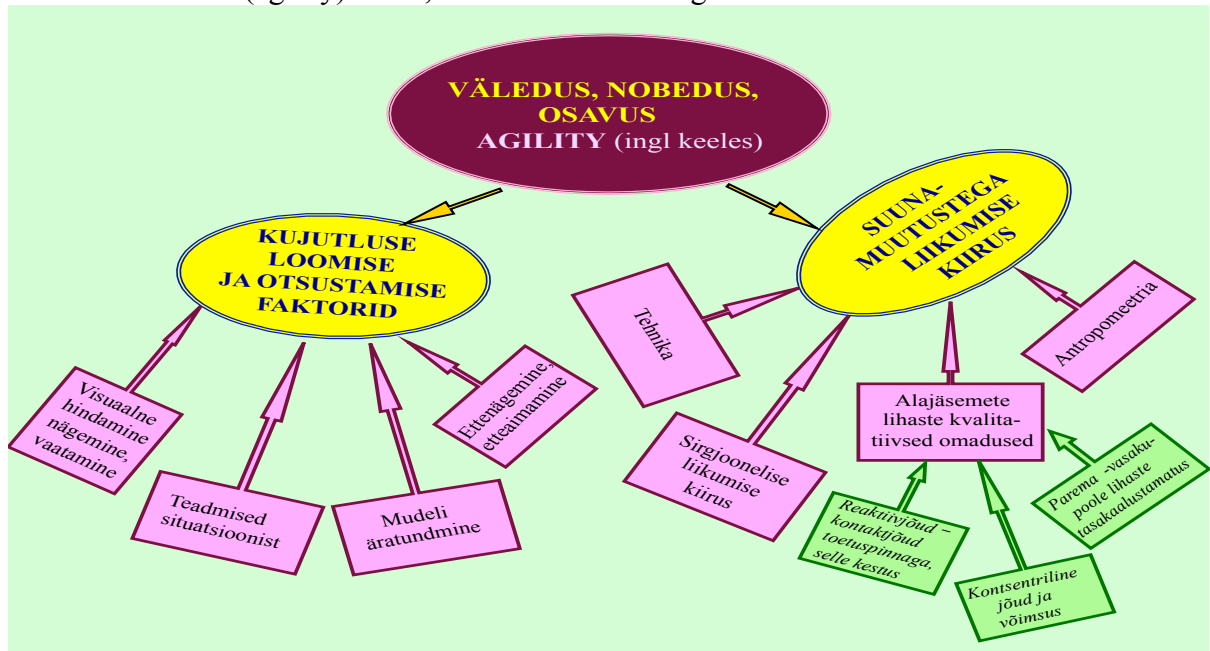 (agility)
VÄLEDUS, NOBEDUS,
OSAVUS
AGILITY (ingl keeles)
KUJUTLUSE
LOOMISE
JA OTSUSTAMISE
FAKTORID
SUUNA-
MUUTUSTEGA
LIIKUMISE
KIIRUS
Visuaalne
hindamine
nägemine,
vaatamine
Teadmised
situatsioonist
Mudeli
äratundmine
Ettenägemine,
etteaimamine
Tehnika
Sirgjoonelise
liikumise
kiirus
Alajäsemete
lihaste kvalita-
tiivsed omadused
Antropomeetria
Reaktiivjõud –
kontaktjõud
toetuspinnaga,
selle kestus
Kontsentriline
jõud ja
võimsus
Parema -vasaku-
poole lihaste
tasakaalustamatus